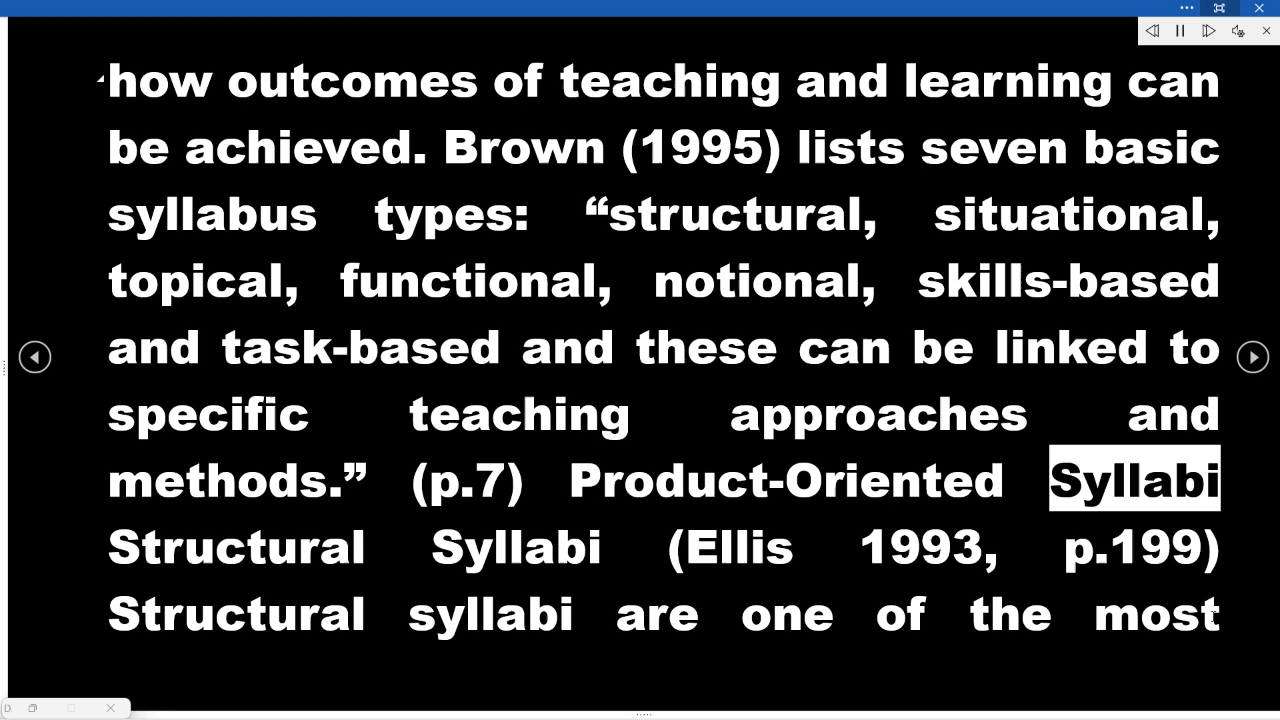 how outcomes of teaching and learning can
be achieved. Brown (1995) lists seven basic
syllabus types: “structural, situational,
topical, functional, notional, skills-based
and task-based and these can be linked to
specific teaching approaches and
methods.” (p.7) Product-Oriented Syllabi
Structural Syllabi (Ellis 1993, p.199)
Structural syllabi are one of the most
D